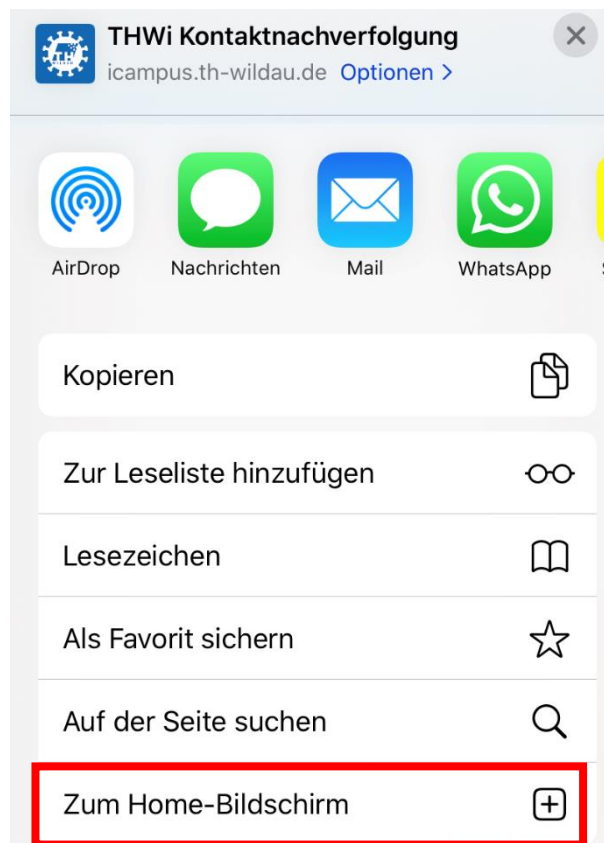 THWi Kontaktnachverfolgung
icampus.th-wildau.de Optionen >
AirDrop Nachrichten Mail WhatsApp
Kopieren
Zur Leseliste hinzufügen
Lesezeichen
Als Favorit sichern
Auf der Seite suchen
Zum Home-Bildschirm